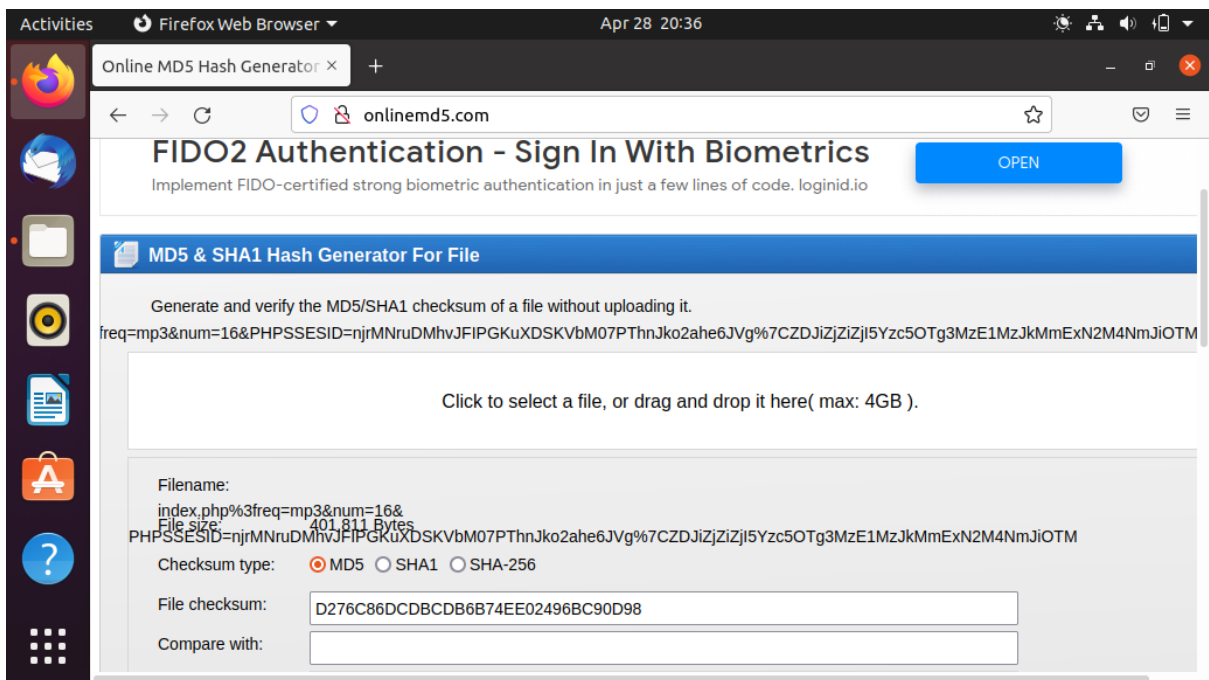 Activities Firefox Web Browser Apr 28 20:36
Online MD5 Hash Generator
onlinemd5.com
FIDO2 Authentication - Sign In With Biometrics
OPEN
Implement FIDO-certified strong biometric authentication in just a few lines of code. loginid.io
MD5 & SHA1 Hash Generator For File
Generate and verify the MD5/SHA1 checksum of a file without uploading it.
freq=mp3&num=16&PHPSSESID=njrMNruDMhvJFIPGKuXDSKVbM07PThnJko2ahe6JVg%7CZDJiZjZiZjI5Yzc5OTg3MzE1MzJkMmExN2M4NmJiOTM
Click to select a file, or drag and drop it here( max: 4GB ).
Filename:
index.php%3freq=mp3&num=16&
File size: 401,811 Bytes
PHPSSESID=njrMNruDMhvJFIPGKuXDSKVbM07PThnJko2ahe6JVg%7CZDJiZjZiZjI5Yzc5OTg3MzE1MzJkMmExN2M4NmJiOTM
Checksum type: MD5 SHA1 SHA-256
File checksum: D276C86DCDBCDB6B74EE02496BC90D98
Compare with: